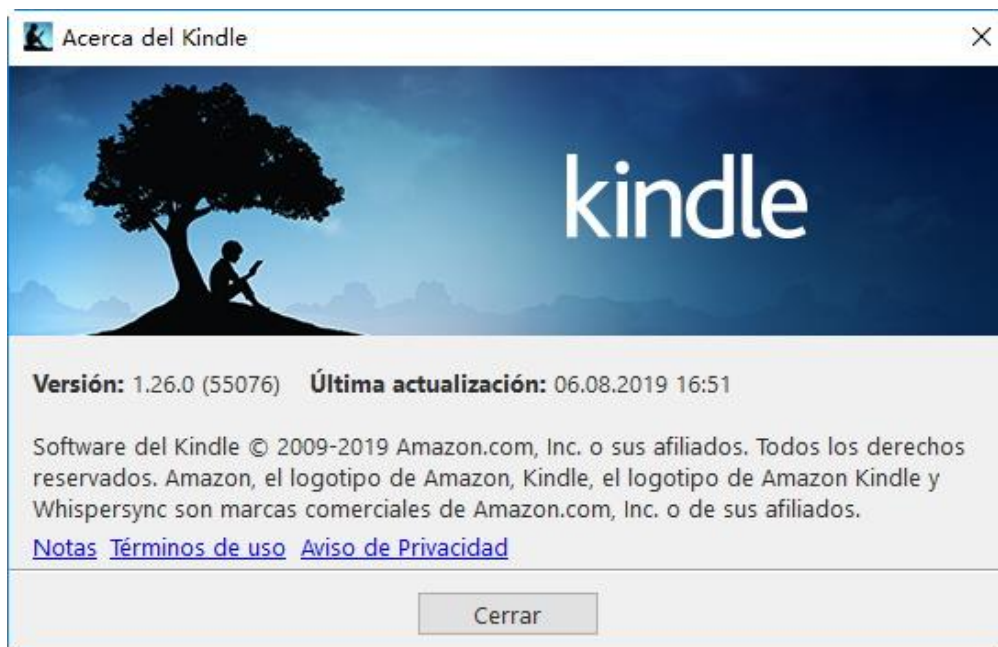 Acerca del Kindle
kindle
Versión: 1.26.0 (55076) Última actualización: 06.08.2019 16:51
Software del Kindle © 2009-2019 Amazon.com, Inc. o sus afiliados. Todos los derechos
reservados. Amazon, el logotipo de Amazon, Kindle, el logotipo de Amazon Kindle y
Whispersync son marcas comerciales de Amazon.com, Inc. o de sus afiliados.
Notas Términos de uso Aviso de Privacidad
Cerrar